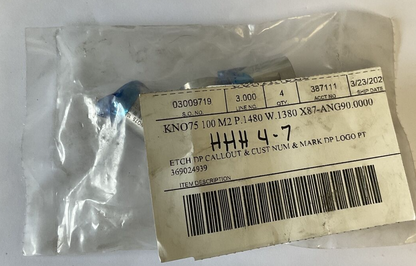 03009719 3.000 4 387111 3/23/202
S.O. NO. LINE NO. QTY ACCT NO SHIP DATE
KNO75 100 M2 P.1480 W.1380 X87-ANG90.0000
HHH 4-7
ETCH DP CALLOUT & CUST NUM & MARK DP LOGO PT
369024939
ITEM DESCRIPTION